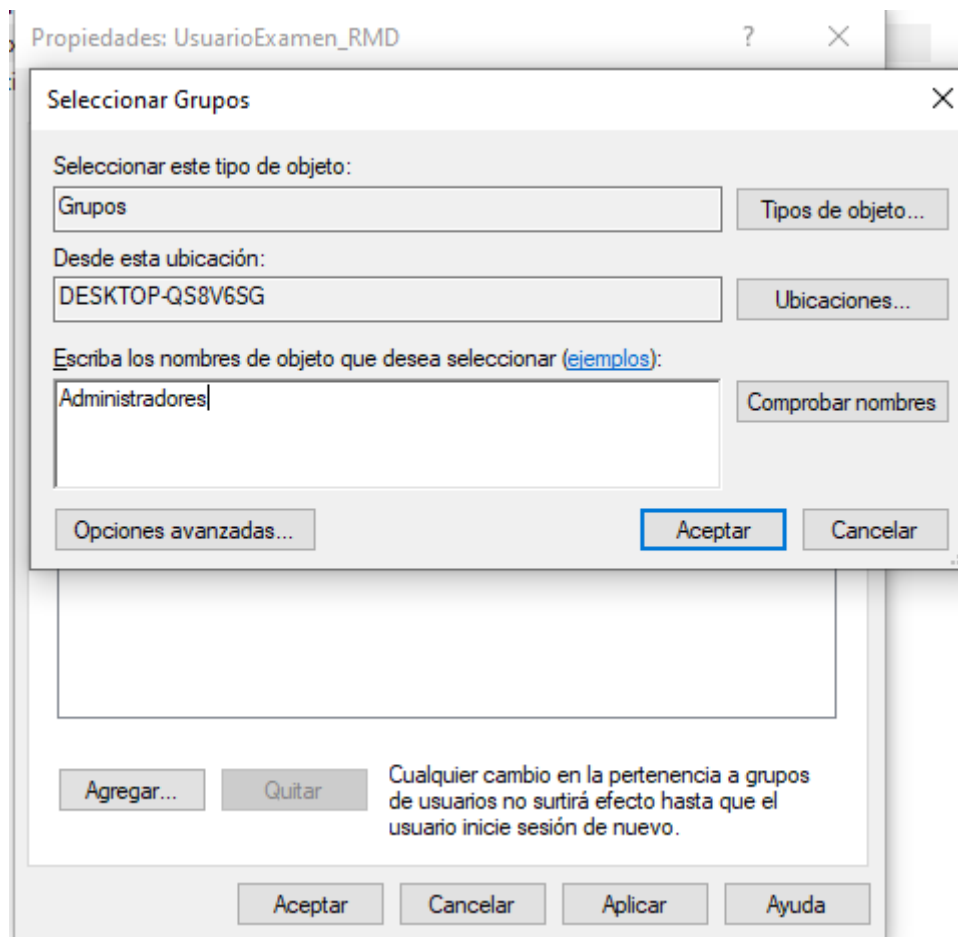 Propiedades: UsuarioExamen_RMD
Seleccionar Grupos
Seleccionar este tipo de objeto:
Grupos
Tipos de objeto...
Desde esta ubicación:
DESKTOP-QS8V6SG
Ubicaciones...
Escriba los nombres de objeto que desea seleccionar (ejemplos):
Administradores
Comprobar nombres
Opciones avanzadas...
Aceptar
Cancelar
Agregar...
Quitar
Cualquier cambio en la pertenencia a grupos
de usuarios no surtirá efecto hasta que el
usuario inicie sesión de nuevo.
Aceptar
Cancelar
Aplicar
Ayuda